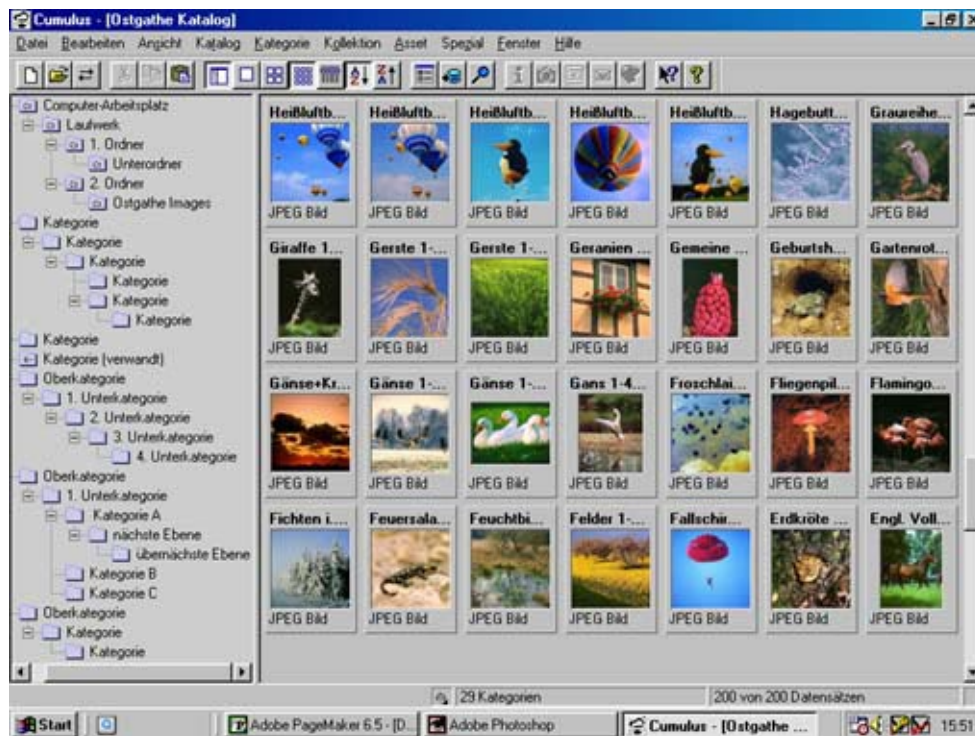 Cumulus - [Ostgathe Katalog]
Datei Bearbeiten Ansicht Katalog Kategorie Kollektion Asset Spezial Fenster Hilfe
Computer-Arbeitsplatz
Laufwerk
1. Ordner
Unterordner
2. Ordner
Ostgathe Images
Kategorie
Kategorie
Kategorie
Kategorie
Kategorie
Kategorie
Kategorie
Kategorie (verwandt)
Oberkategorie
1. Unterkategorie
2. Unterkategorie
3. Unterkategorie
4. Unterkategorie
Oberkategorie
1. Unterkategorie
Kategorie A
nächste Ebene
übernächste Ebene
Kategorie B
Kategorie C
Oberkategorie
Kategorie
Kategorie
Heißluftb... Heißluftb... Heißluftb... Heißluftb... Heißluftb... Hagebutt... Graureihe...
JPEG Bild JPEG Bild JPEG Bild JPEG Bild JPEG Bild JPEG Bild JPEG Bild
Giraffe 1... Gerste 1-... Gerste 1-... Geranien ... Gemeine ... Geburtsh... Gartenrot...
JPEG Bild JPEG Bild JPEG Bild JPEG Bild JPEG Bild JPEG Bild JPEG Bild
Gänse+Kr... Gänse 1-... Gänse 1-... Gans 1-4... Froschlai... Fliegenpil... Flamingo...
JPEG Bild JPEG Bild JPEG Bild JPEG Bild JPEG Bild JPEG Bild JPEG Bild
Fichten i.... Feuersala... Feuchtbi... Felder 1-... Fallschir... Erdkröte ... Engl. Voll...
JPEG Bild JPEG Bild JPEG Bild JPEG Bild JPEG Bild JPEG Bild JPEG Bild
29 Kategorien 200 von 200 Datensätzen
Start Adobe PageMaker 6.5 - [D... Adobe Photoshop Cumulus - [Ostgathe ... 15:51